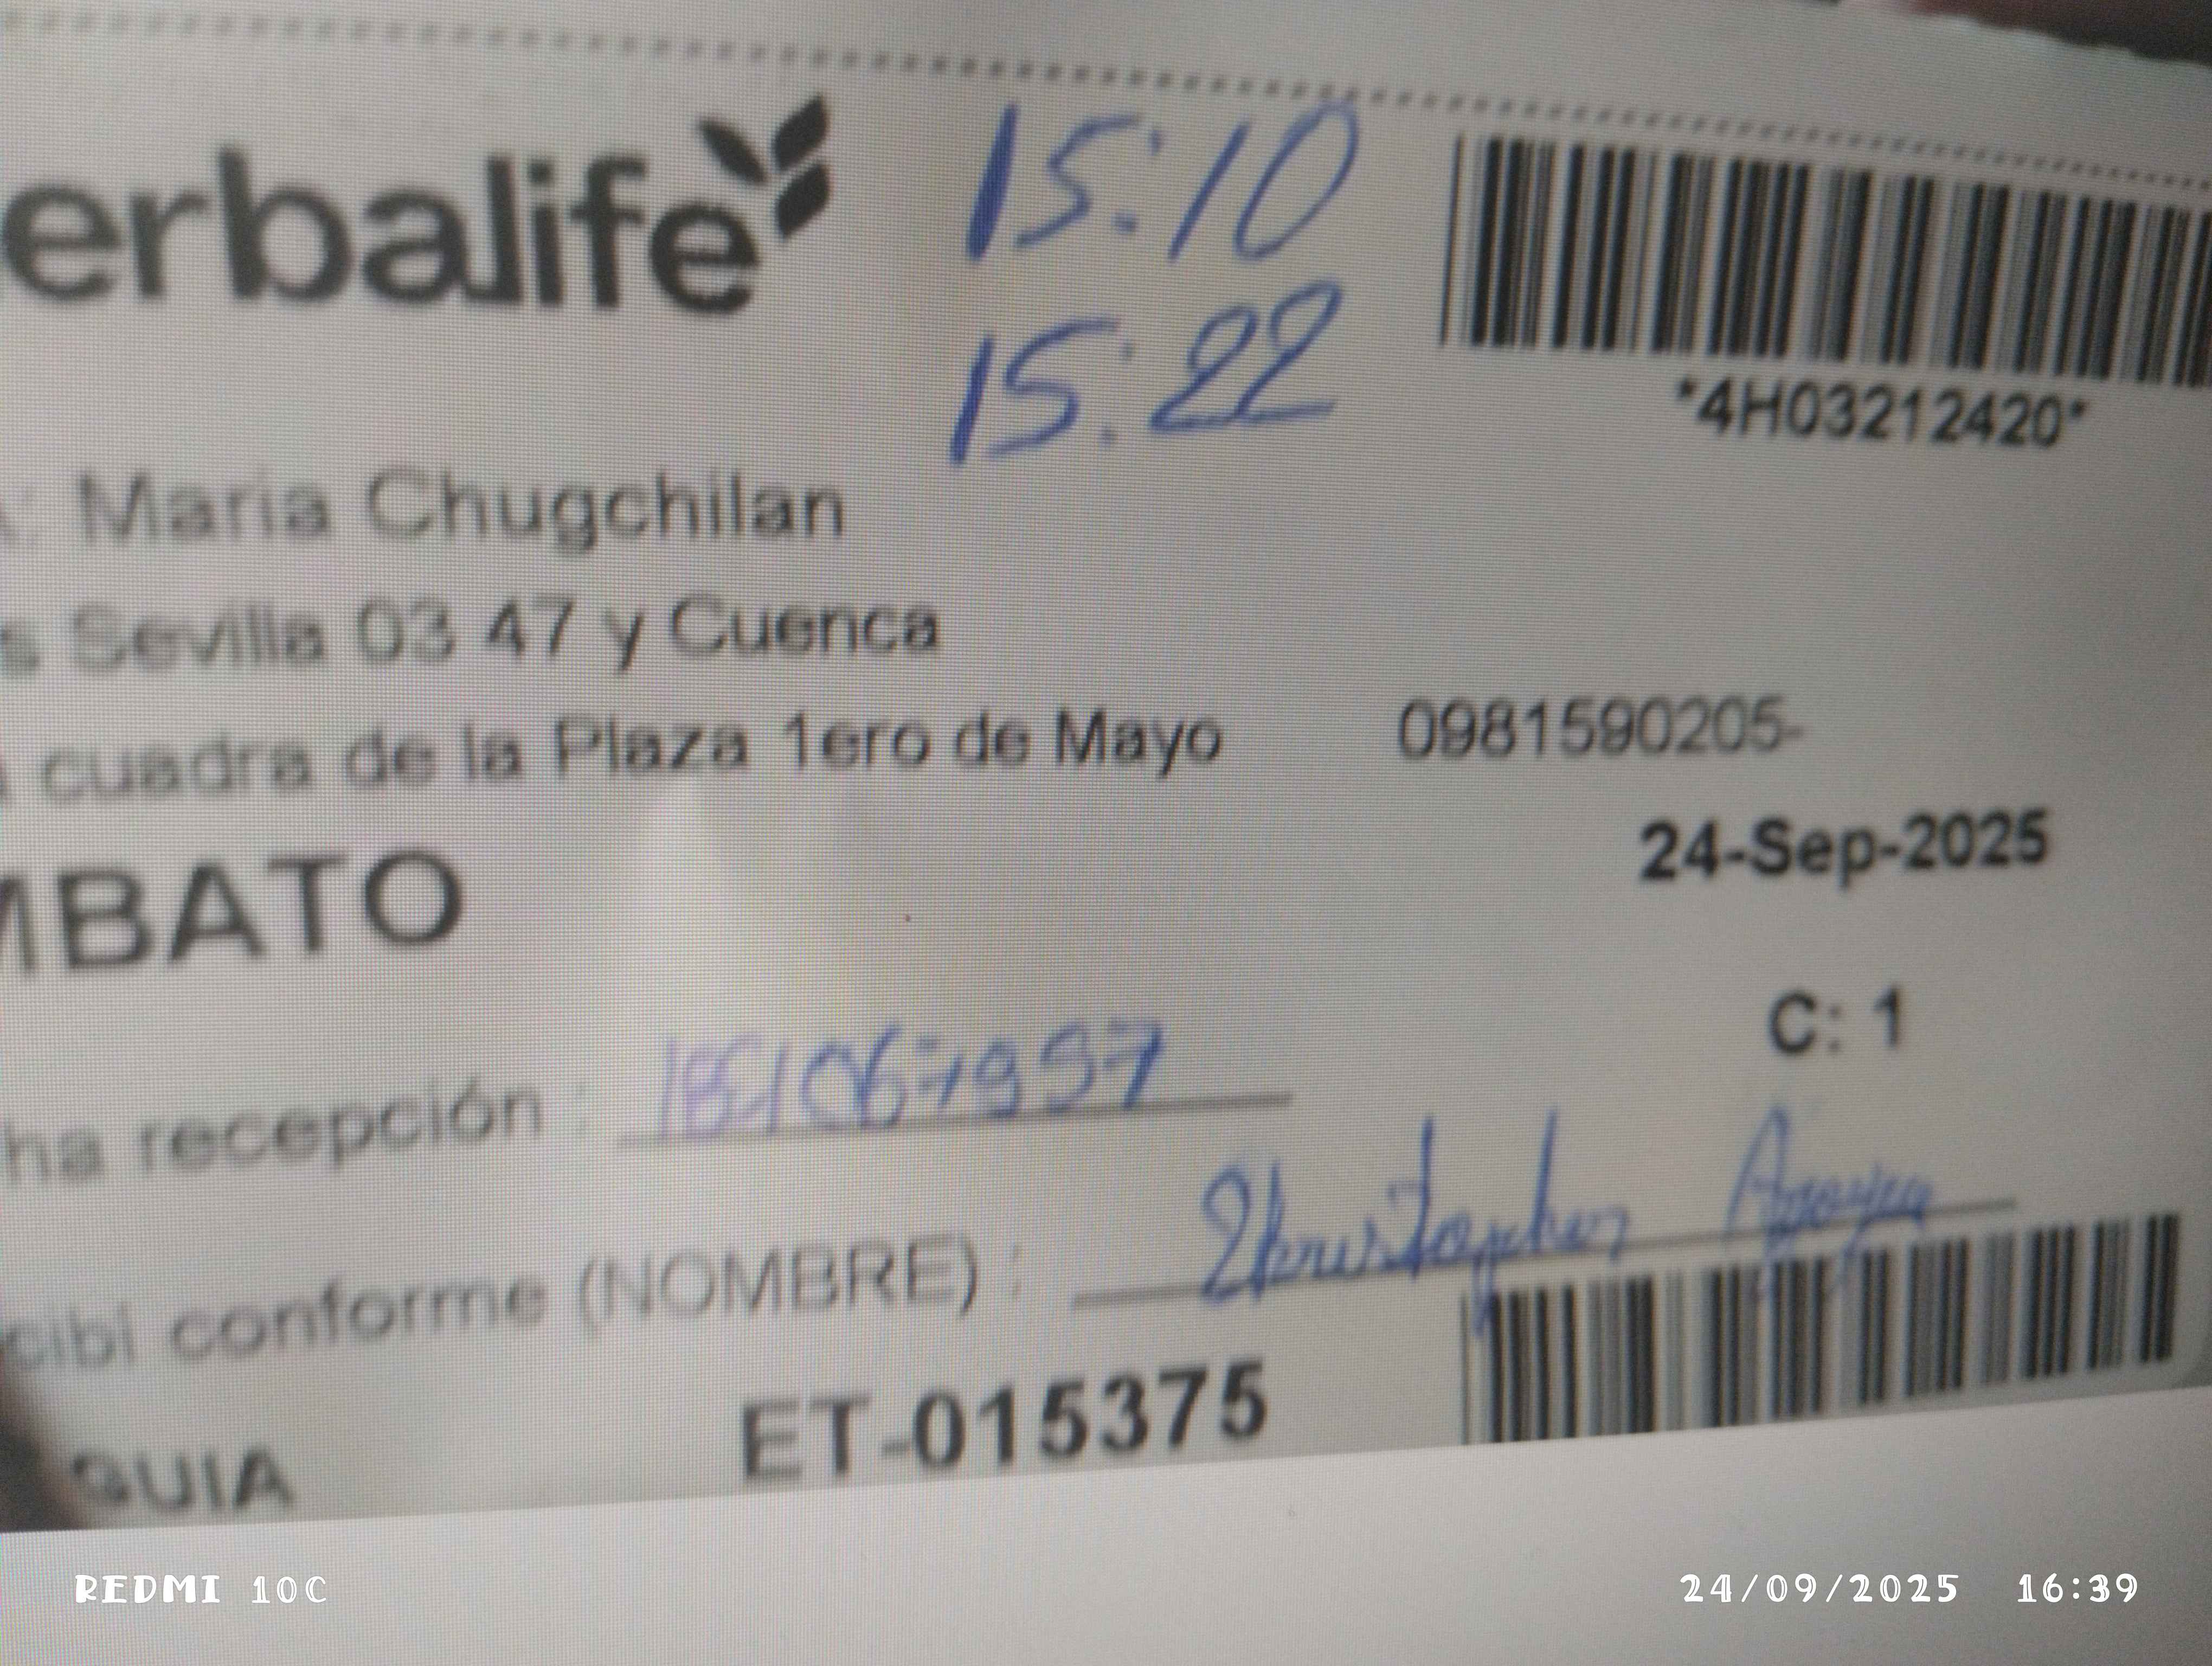 erbalife
15:10
15:22
*4H03212420*
: Maria Chugchilan
s Sevilla 03 47 y Cuenca
cuadra de la Plaza 1ero de Mayo 0981590205-
24-Sep-2025
MBATO
C: 1
ha recepción :
cibi conforme (NOMBRE) :
ET-015375
GUIA
REDMI 10C
24/09/2025 16:39